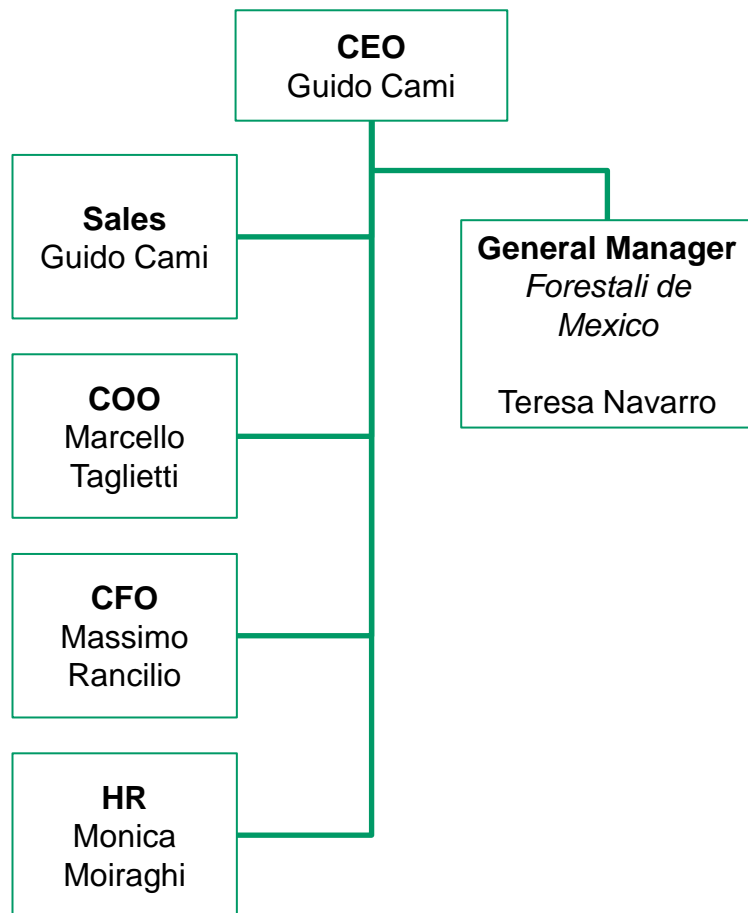 CEO
Guido Cami
Sales
Guido Cami
General Manager
Forestali de
Mexico
Teresa Navarro
COO
Marcello
Taglietti
CFO
Massimo
Rancilio
HR
Monica
Moiraghi